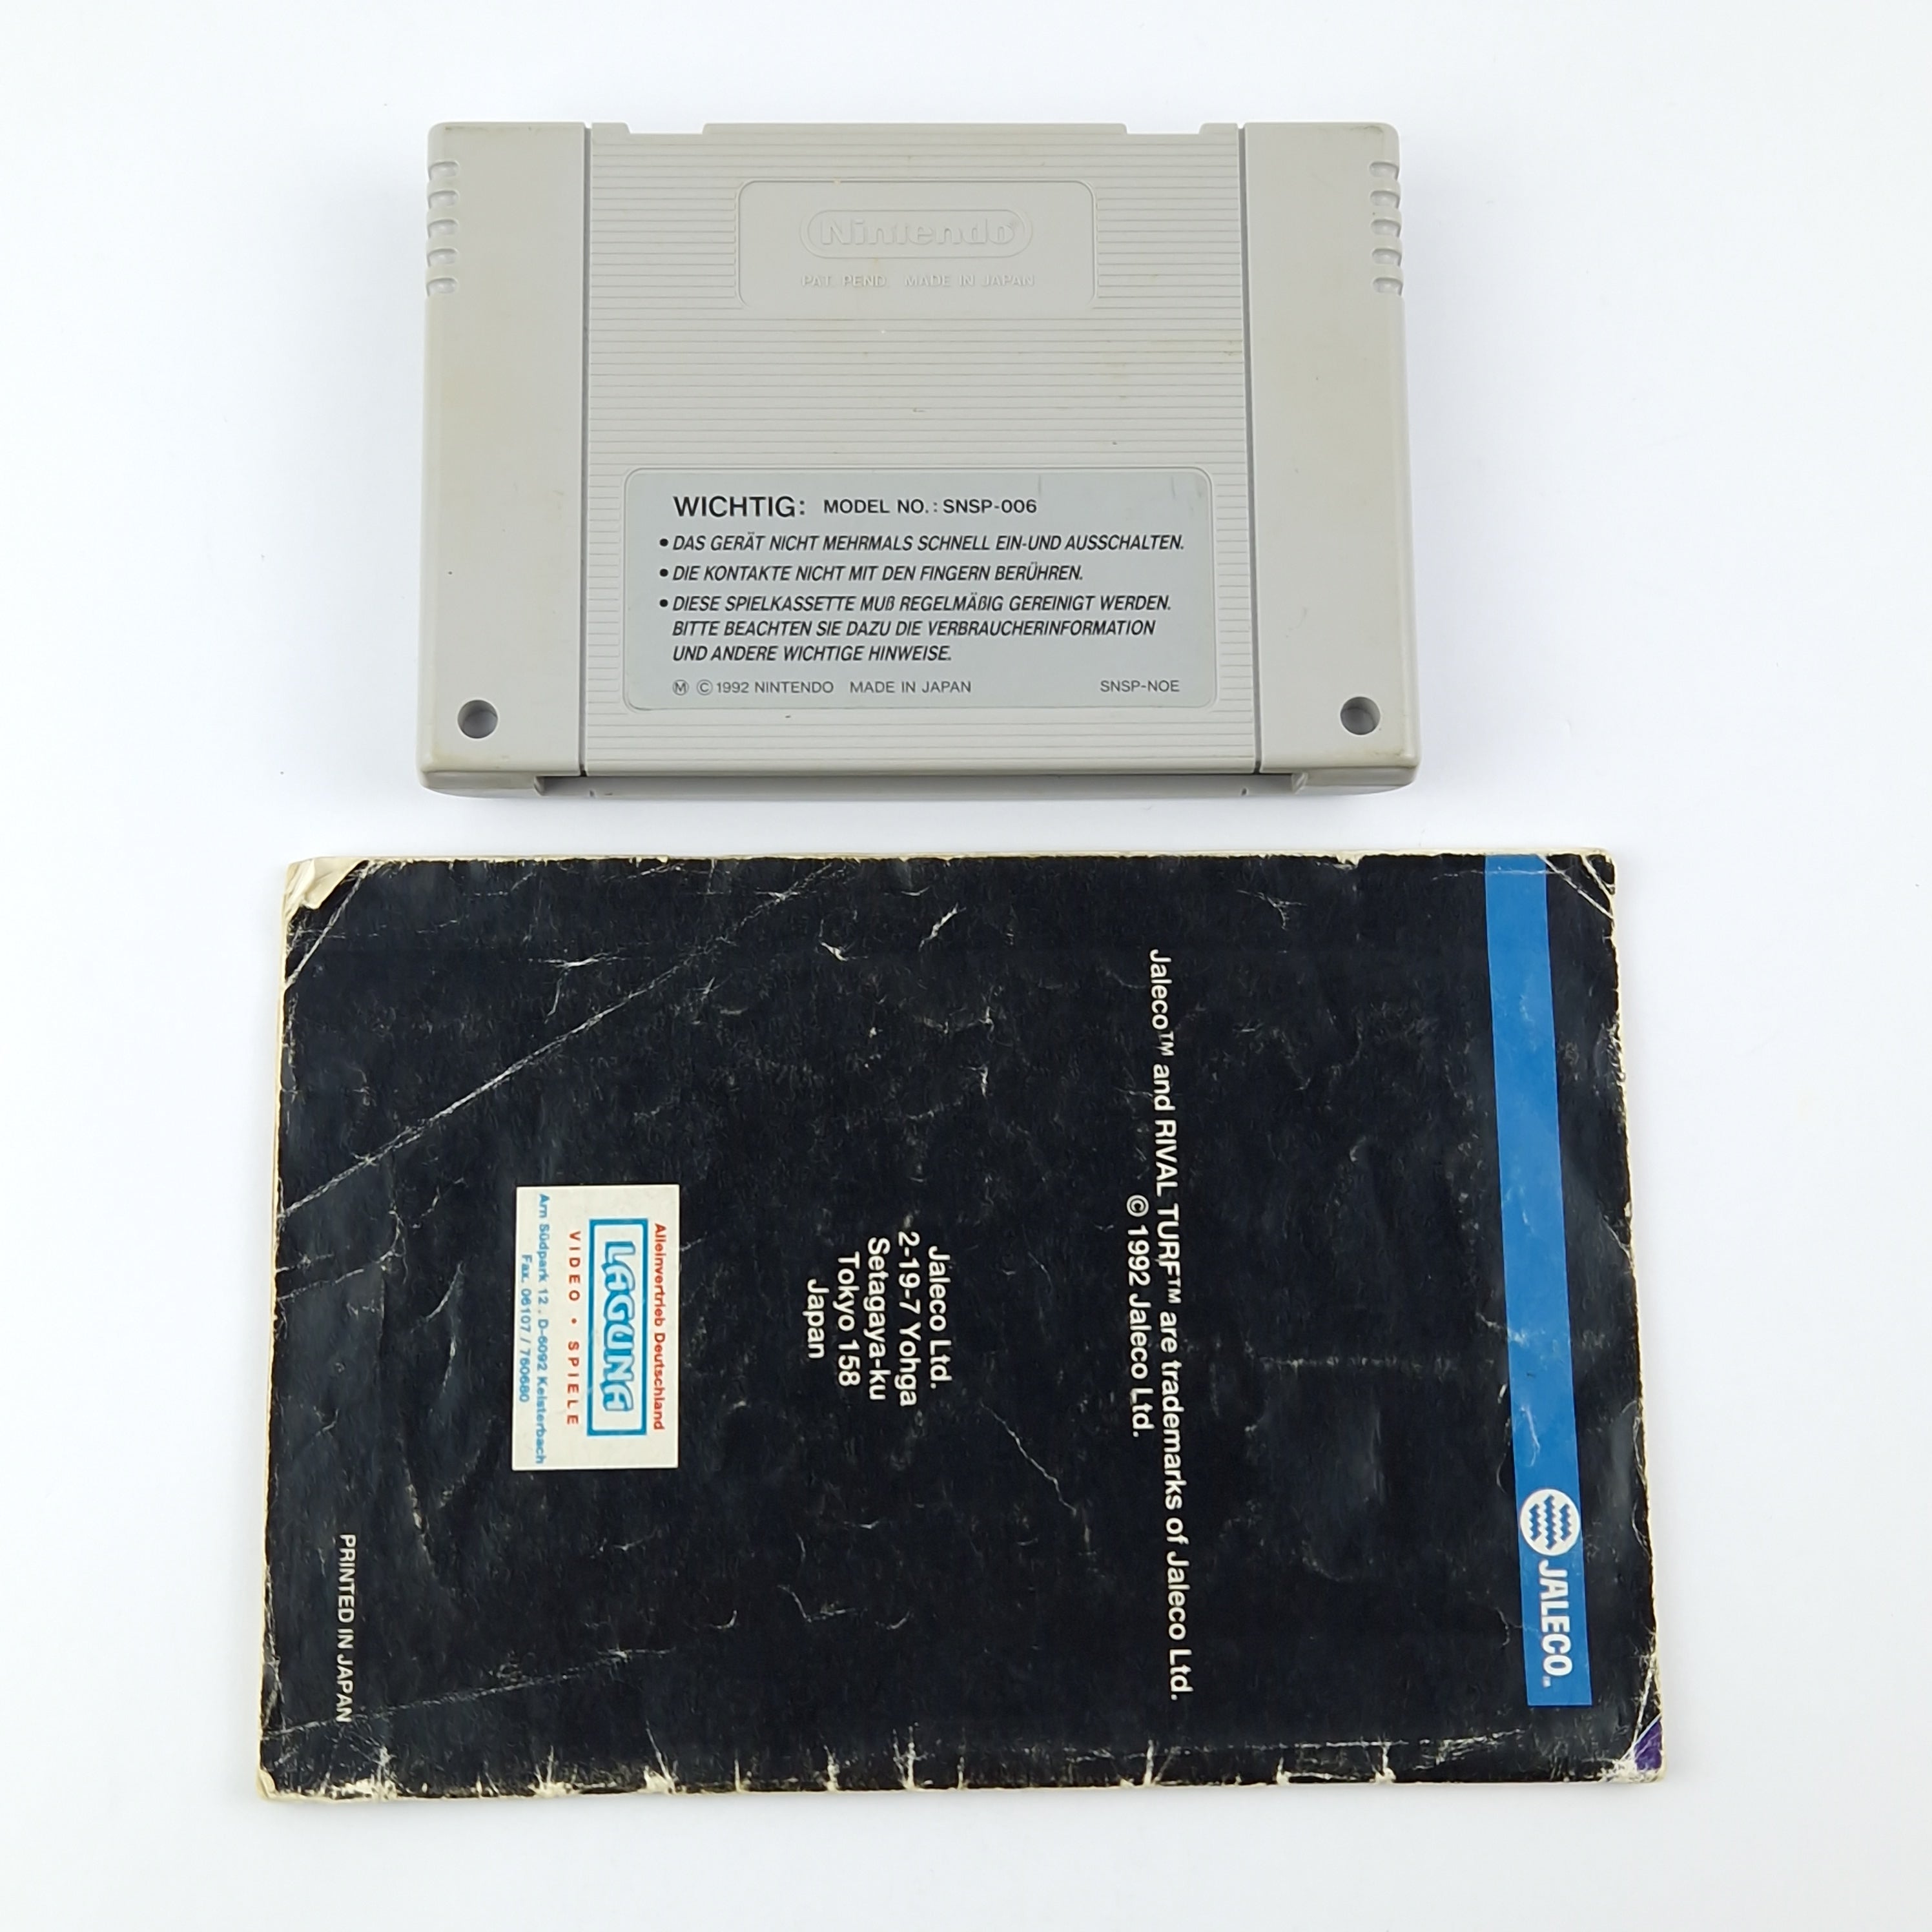 Nintendo®
PAT. PEND. MADE IN JAPAN
WICHTIG: MODEL NO.: SNSP-006
• DAS GERÄT NICHT MEHRMALS SCHNELL EIN-UND AUSSCHALTEN.
• DIE KONTAKTE NICHT MIT DEN FINGERN BERÜHREN.
• DIESE SPIELKASSETTE MUß REGELMÄßIG GEREINIGT WERDEN.
BITTE BEACHTEN SIE DAZU DIE VERBRAUCHERINFORMATION
UND ANDERE WICHTIGE HINWEISE.
Ⓜ © 1992 NINTENDO MADE IN JAPAN SNSP-NOE
JALECO™
Jaleco™ and RIVAL TURF™ are trademarks of Jaleco Ltd.
© 1992 Jaleco Ltd.
Jaleco Ltd.
2-19-7 Yohga
Setagaya-ku
Tokyo 158
Japan
Alleinvertrieb Deutschland
LAGUNA
VIDEO • SPIELE
Am Südpark 12 . D-6092 Kelsterbach
Fax. 06107 / 760680
PRINTED IN JAPAN